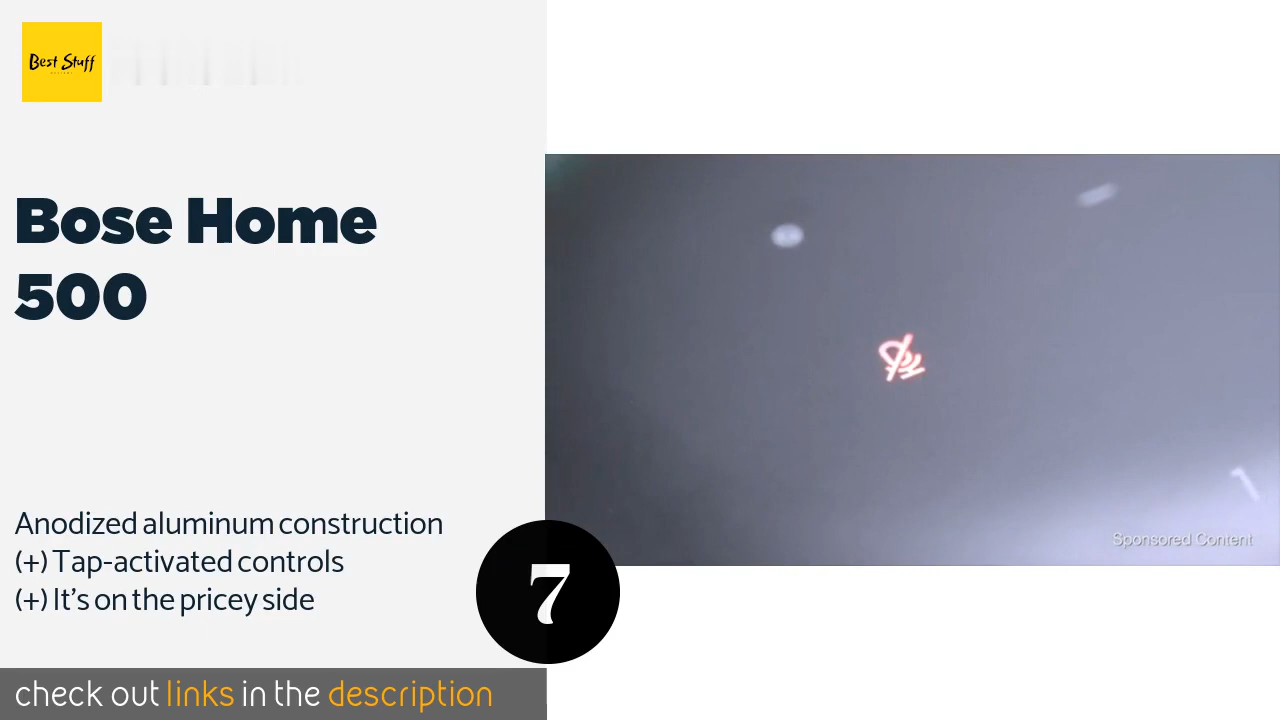 Best Stuff
Bose Home
500
Anodized aluminum construction
(+) Tap-activated controls
(+) It's on the pricey side
7
1
Sponsored Content
check out links in the description